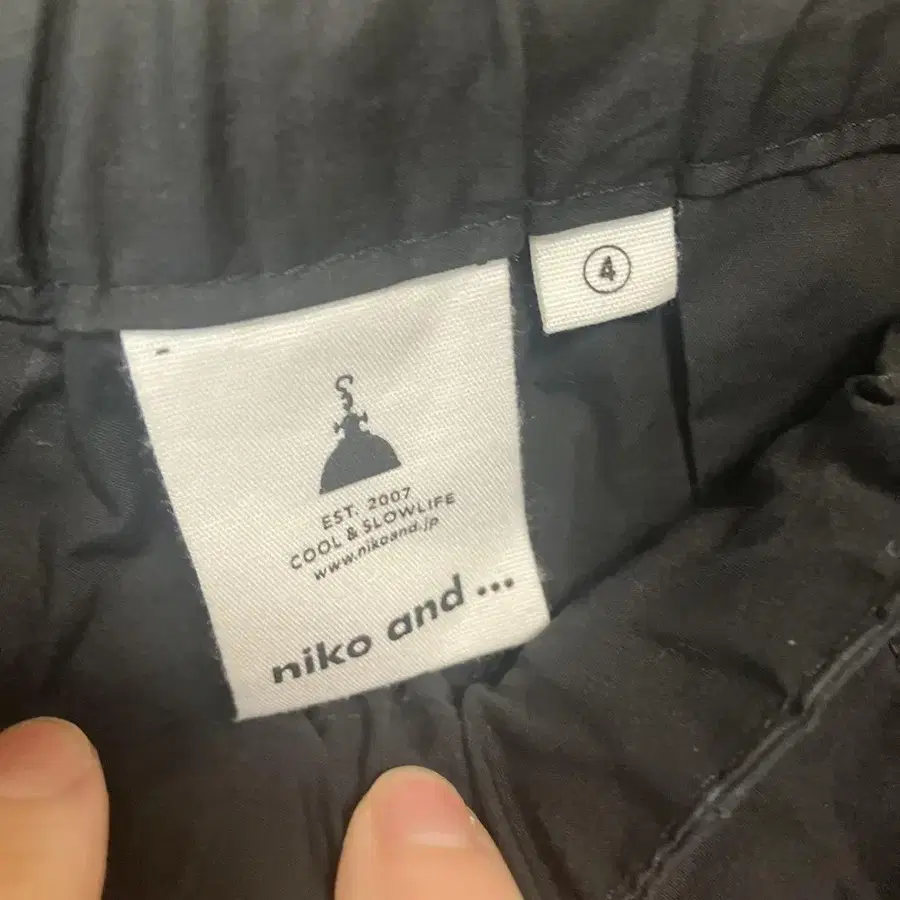 4
EST. 2007
COOL & SLOWLIFE
www.nikoand.jp
niko and ...